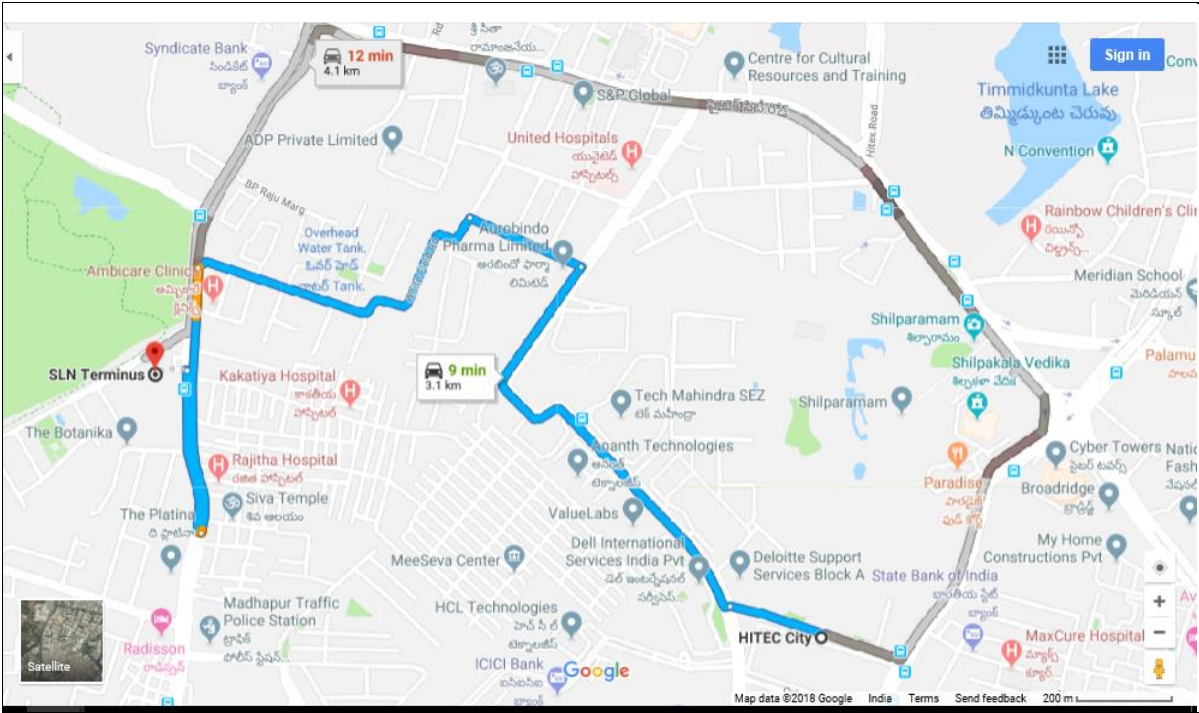 Syndicate Bank
సిండికేట్
బ్యాంక్
12 min
4.1 km
రామాంజనేయ...
Centre for Cultural
Resources and Training
Sign in
Timmidkunta Lake
తిమ్మిడ్కుంట చెరువు
S&P Global
ADP Private Limited
United Hospitals
యునైటెడ్
హాస్పిటల్స్
Hitex Road
N Convention
BP Raju Marg
Overhead
Water Tank.
ఓవర్ హెడ్
వాటర్ టాంక్.
Aurobindo
Pharma Limited
అరబిందో ఫార్మా
లిమిటెడ్
Rainbow Children's Clin
రెయిన్బో
చిల్డ్రన్స్...
Ambicare Clinic
Meridian School
మెరిడియన్
స్కూల్
Shilparamam
శిల్పారామం
Shilpakala Vedika
శిల్పకళా వేదిక
Palamu
SLN Terminus
9 min
3.1 km
Kakatiya Hospital
కాకతీయ
హాస్పిటల్
Tech Mahindra SEZ
టెక్ మహీంద్రా
Shilparamam
The Botanika
Ananth Technologies
అనంత్
టెక్నాలజీస్
Cyber Towers
సైబర్ టవర్స్
Rajitha Hospital
రజిత హాస్పిటల్
Paradise
Broadridge
బ్రాడ్రిడ్జ్
Siva Temple
శివ ఆలయం
The Platina
ది ప్లాటినా
ValueLabs
MeeSeva Center
Dell International
Services India Pvt
డెల్ ఇంటర్నేషనల్
సర్వీసెస్...
Deloitte Support
Services Block A
My Home
Constructions Pvt
State Bank of India
భారతీయ స్టేట్
బ్యాంక్
Madhapur Traffic
Police Station
ట్రాఫిక్
పోలీస్ స్టేషన్...
HCL Technologies
హెచ్ సీ ల్
టెక్నాలజీస్
HITEC City
MaxCure Hospital
మ్యాక్స్
క్యూర్...
Radisson
రాడిస్సన్
Satellite
ICICI Bank
ఐసిఐసిఐ
బ్యాంక్
Google
Map data ©2018 Google India Terms Send feedback 200 m